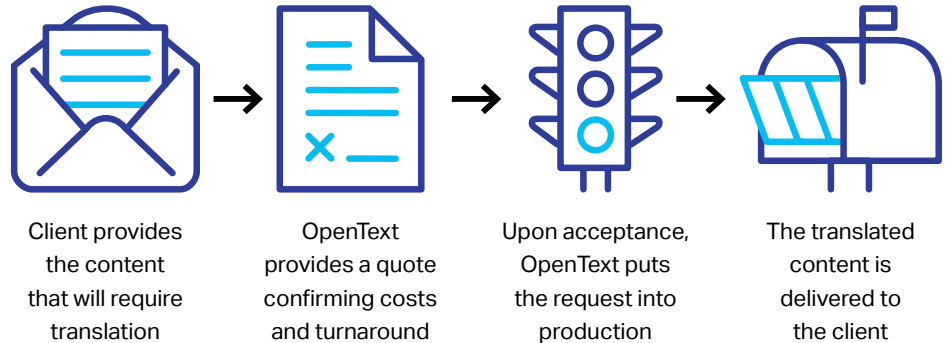 Client provides
the content
that will require
translation
OpenText
provides a quote
confirming costs
and turnaround
Upon acceptance,
OpenText puts
the request into
production
The translated
content is
delivered to
the client